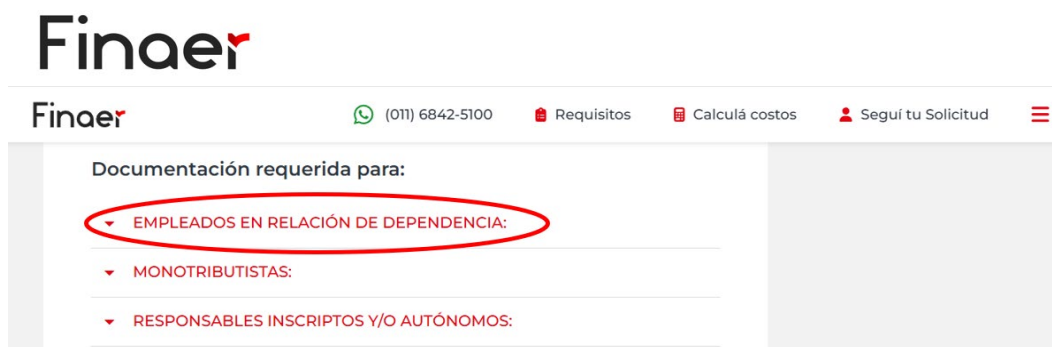 Finaer
Finaer (011) 6842-5100 Requisitos Calculá costos Seguí tu Solicitud
Documentación requerida para:
EMPLEADOS EN RELACIÓN DE DEPENDENCIA:
MONOTRIBUTISTAS:
RESPONSABLES INSCRIPTOS Y/O AUTÓNOMOS: